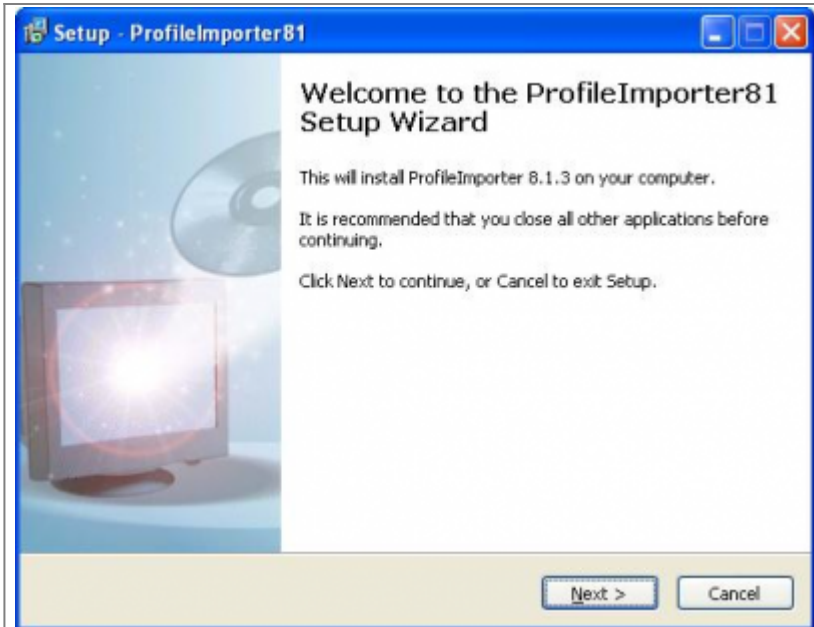 Setup - ProfileImporter81
Welcome to the ProfileImporter81
Setup Wizard
This will install ProfileImporter 8.1.3 on your computer.
It is recommended that you close all other applications before
continuing.
Click Next to continue, or Cancel to exit Setup.
Next >
Cancel